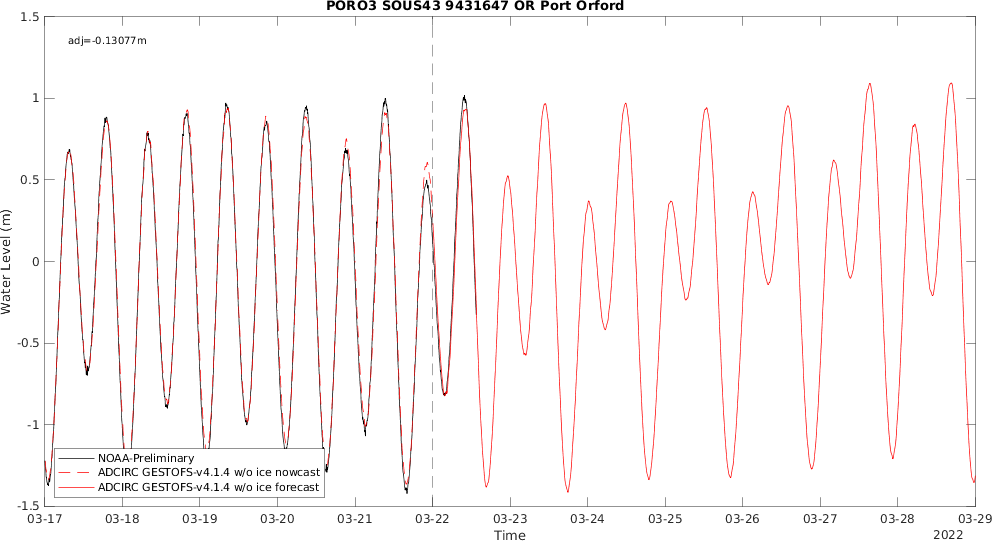 PORO3 SOUS43 9431647 OR Port Orford
adj=-0.13077m
1.5
1
0.5
0
-0.5
-1
-1.5
Water Level (m)
NOAA-Preliminary
ADCIRC GESTOFS-v4.1.4 w/o ice nowcast
ADCIRC GESTOFS-v4.1.4 w/o ice forecast
03-17 03-18 03-19 03-20 03-21 03-22 03-23 03-24 03-25 03-26 03-27 03-28 03-29
Time
2022